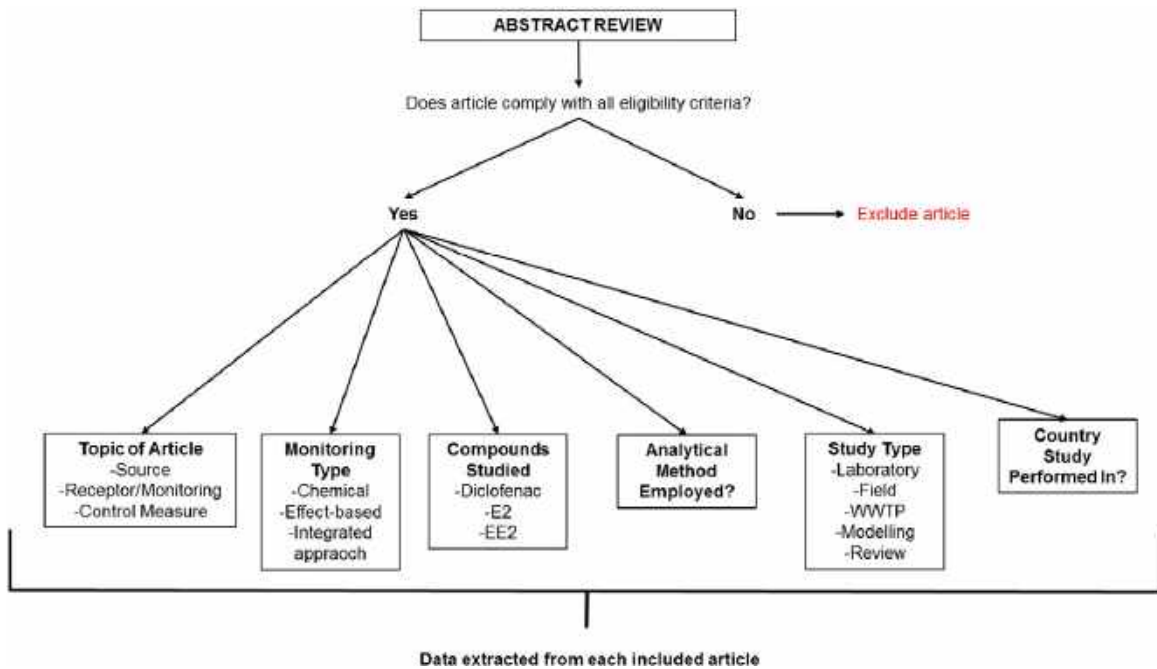 ABSTRACT REVIEW
Does article comply with all eligibility criteria?
Yes
No
Exclude article
Topic of Article
-Source
-Receptor/Monitoring
-Control Measure
Monitoring
Type
-Chemical
-Effect-based
-Integrated
appraoch
Compounds
Studied
-Diclofenac
-E2
-EE2
Analytical
Method
Employed?
Study Type
-Laboratory
-Field
-WWTP
-Modelling
-Review
Country
Study
Performed In?
Data extracted from each included article